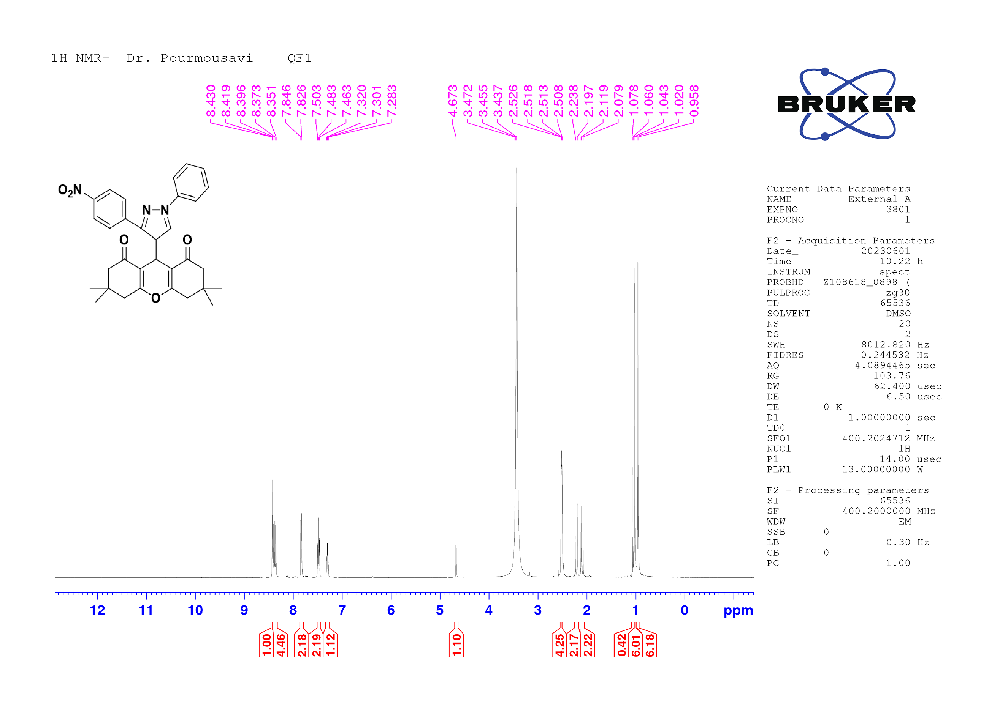 1H NMR-  Dr. Pourmousavi    QF1
8.430
8.419
8.396
8.373
8.351
7.846
7.826
7.503
7.483
7.463
7.320
7.301
7.283
4.673
3.472
3.455
3.437
2.526
2.518
2.513
2.508
2.238
2.197
2.119
2.079
1.078
1.060
1.043
1.020
0.958
BRUKER
O2N
N N
O O
O
Current Data Parameters
NAME External-A
EXPNO 3801
PROCNO 1
F2 - Acquisition Parameters
Date_ 20230601
Time 10.22 h
INSTRUM spect
PROBHD Z108618_0898 (
PULPROG zg30
TD 65536
SOLVENT DMSO
NS 20
DS 2
SWH 8012.820 Hz
FIDRES 0.244532 Hz
AQ 4.0894465 sec
RG 103.76
DW 62.400 usec
DE 6.50 usec
TE 0 K
D1 1.00000000 sec
TD0 1
SFO1 400.2024712 MHz
NUC1 1H
P1 14.00 usec
PLW1 13.00000000 W
F2 - Processing parameters
SI 65536
SF 400.2000000 MHz
WDW EM
SSB 0
LB 0.30 Hz
GB 0
PC 1.00
12 11 10 9 8 7 6 5 4 3 2 1 0 ppm
1.00
4.46
2.18
2.19
1.12
1.10
4.25
2.17
2.22
0.42
6.01
6.18